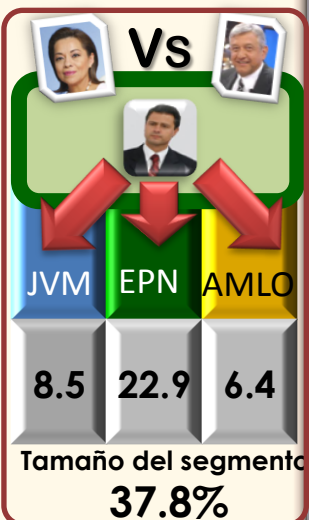 Vs
JVM EPN AMLO
8.5 22.9 6.4
Tamaño del segmento
37.8%